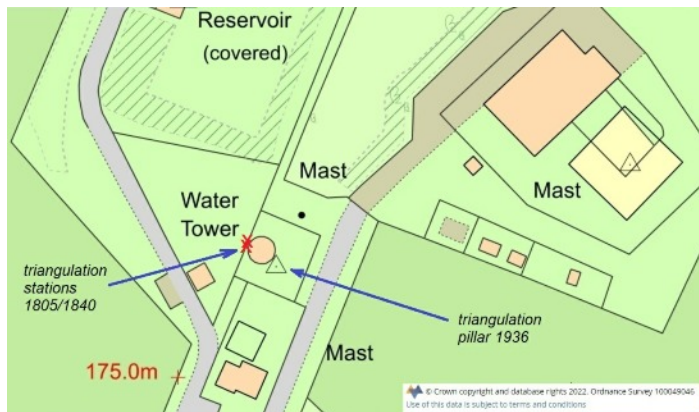 Reservoir
(covered)
Mast
Water
Tower
Mast
triangulation
stations
1805/1840
triangulation
pillar 1936
Mast
175.0m
© Crown copyright and database rights 2022. Ordnance Survey 100049046
Use of this data is subject to terms and conditions